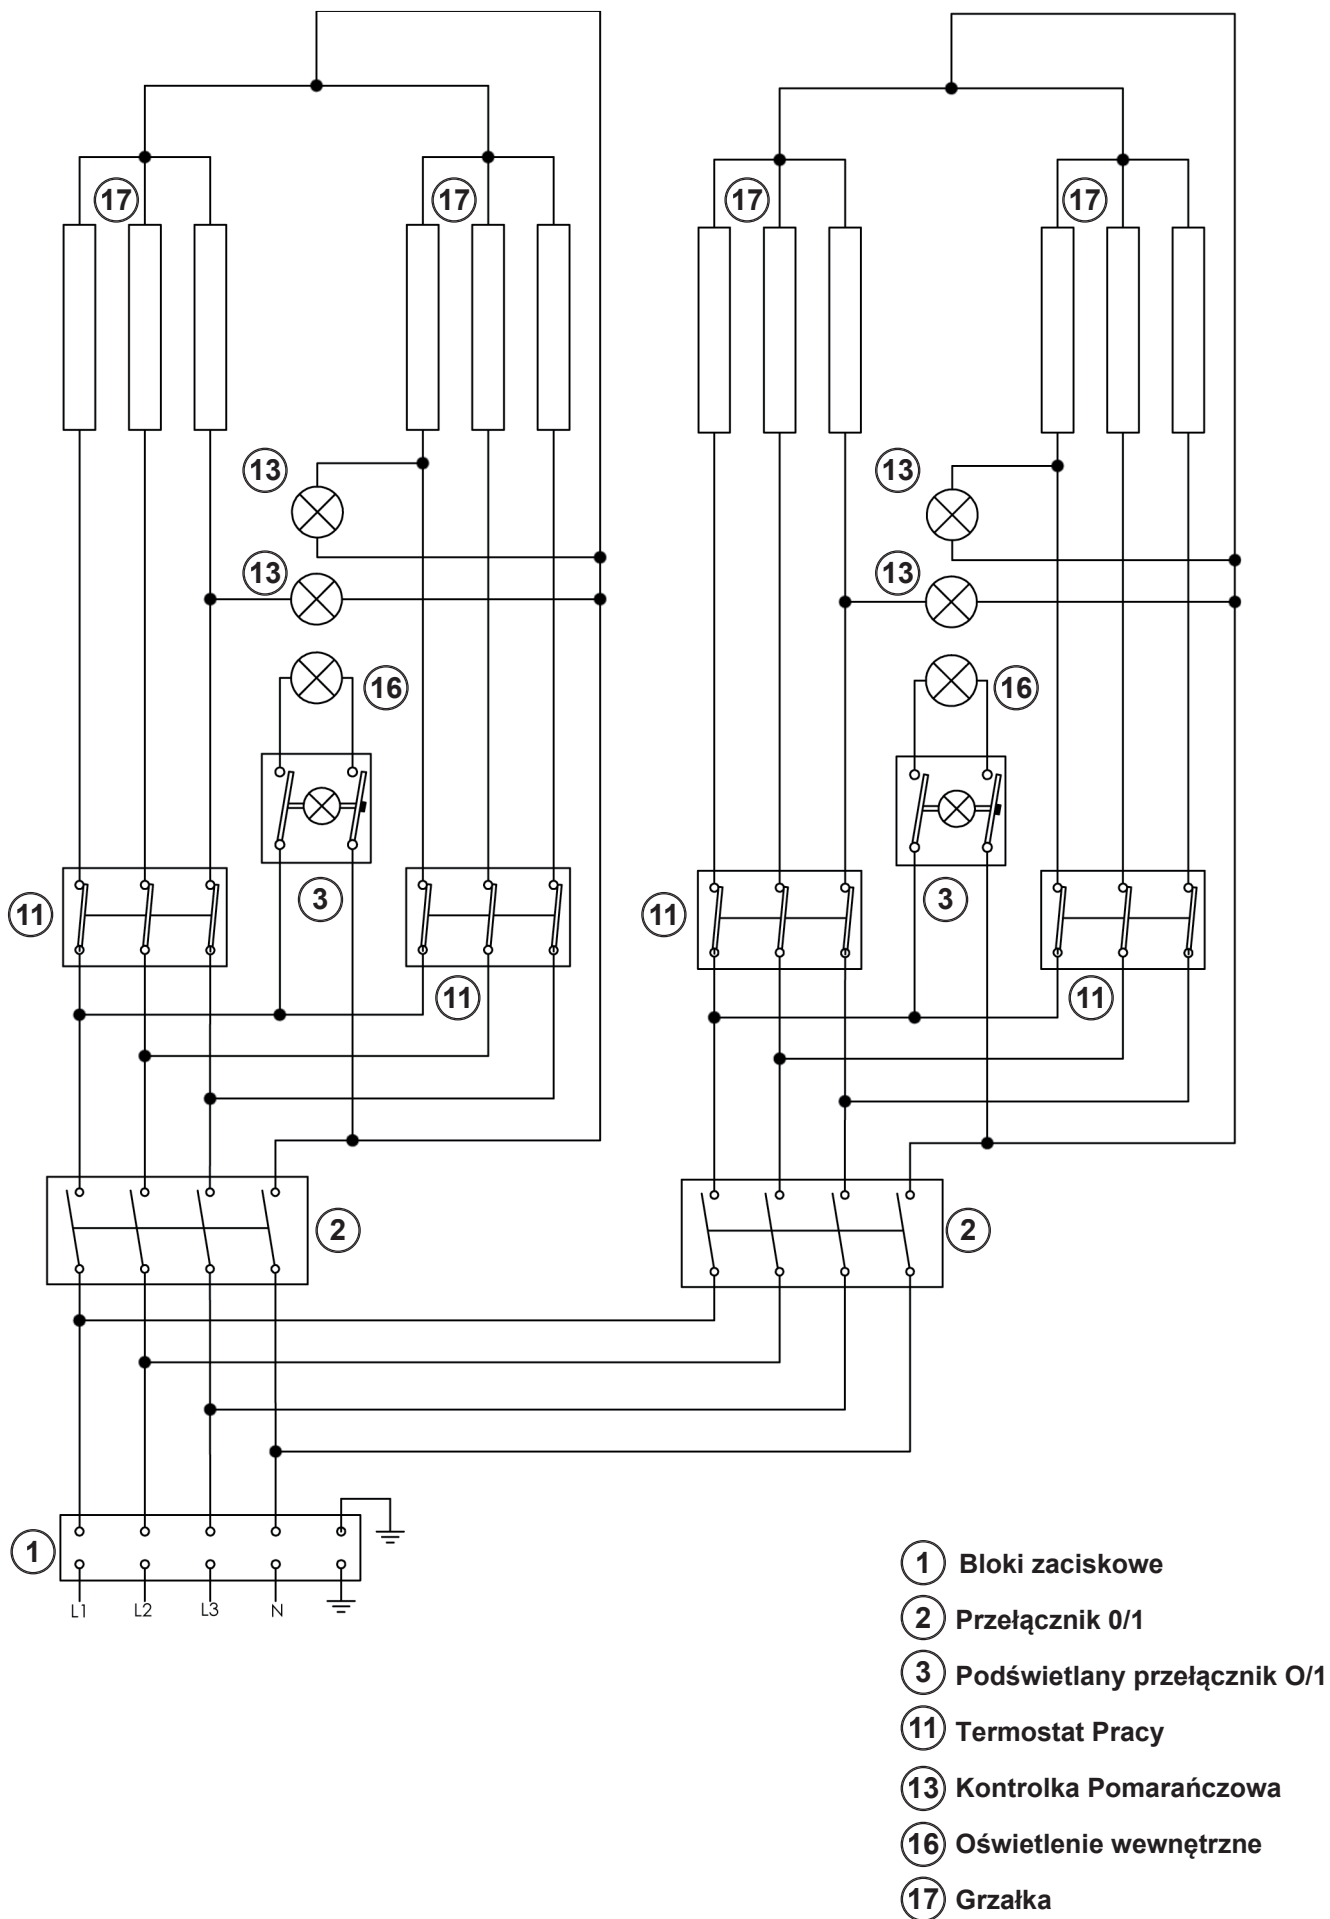 17 17 17 17
13 13
13 13
16 16
3 3
11 11
11 11
2 2
1
L1 L2 L3 N
1 Bloki zaciskowe
2 Przełącznik 0/1
3 Podświetlany przełącznik O/1
11 Termostat Pracy
13 Kontrolka Pomarańczowa
16 Oświetlenie wewnętrzne
17 Grzałka